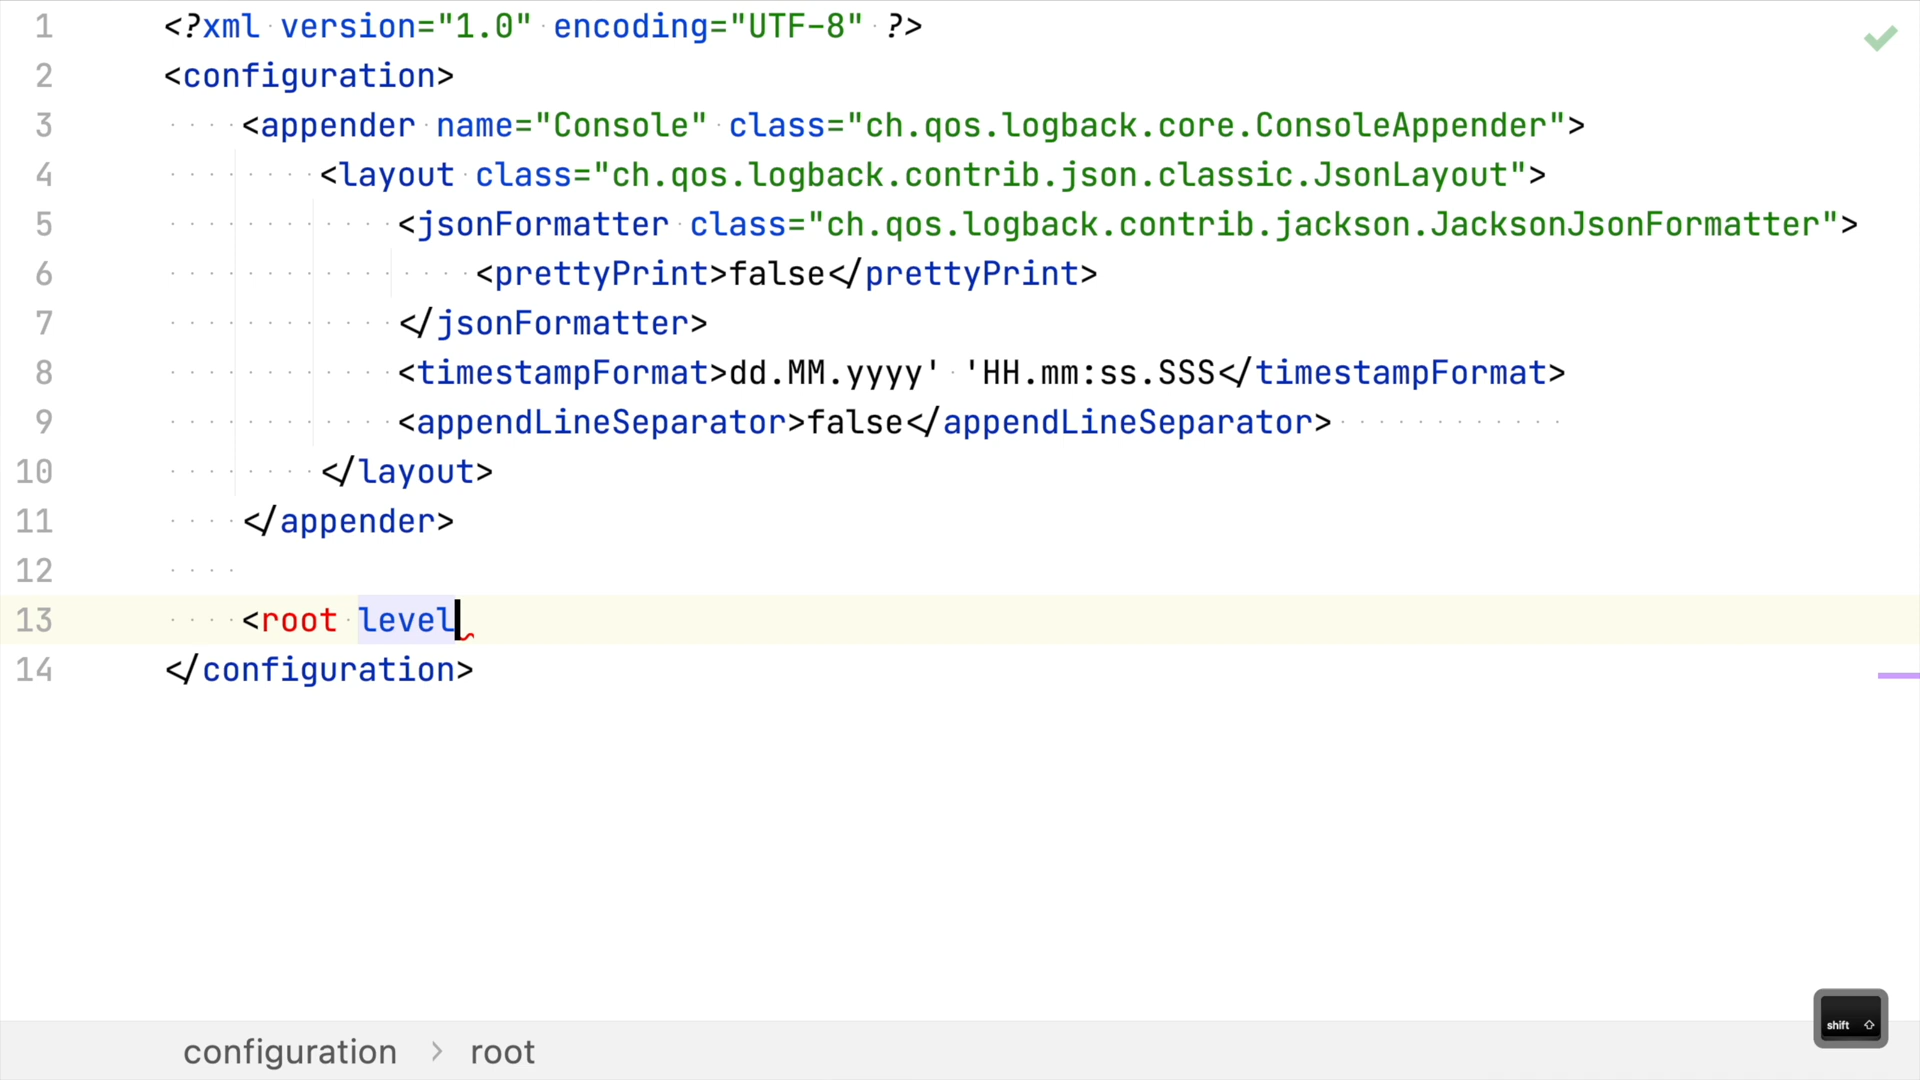 1 <?xml version="1.0" encoding="UTF-8" ?>
2 <configuration>
3 <appender name="Console" class="ch.qos.logback.core.ConsoleAppender">
4 <layout class="ch.qos.logback.contrib.json.classic.JsonLayout">
5 <jsonFormatter class="ch.qos.logback.contrib.jackson.JacksonJsonFormatter">
6 <prettyPrint>false</prettyPrint>
7 </jsonFormatter>
8 <timestampFormat>dd.MM.yyyy' 'HH.mm:ss.SSS</timestampFormat>
9 <appendLineSeparator>false</appendLineSeparator>
10 </layout>
11 </appender>
12
13 <root level
14 </configuration>
shift ⇧
configuration > root